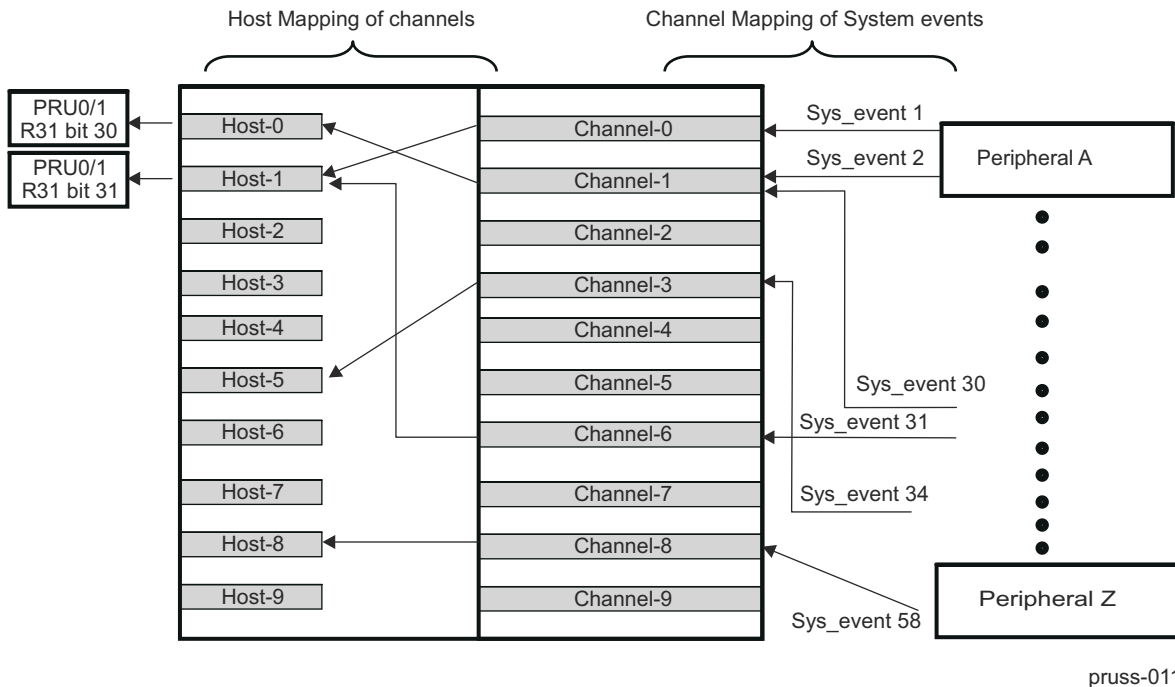 Host Mapping of channels
Channel Mapping of System events
PRU0/1
R31 bit 30
PRU0/1
R31 bit 31
Host-0
Host-1
Host-2
Host-3
Host-4
Host-5
Host-6
Host-7
Host-8
Host-9
Channel-0
Channel-1
Channel-2
Channel-3
Channel-4
Channel-5
Channel-6
Channel-7
Channel-8
Channel-9
Sys_event 1
Sys_event 2
Sys_event 30
Sys_event 31
Sys_event 34
Sys_event 58
Peripheral A
Peripheral Z
pruss-011